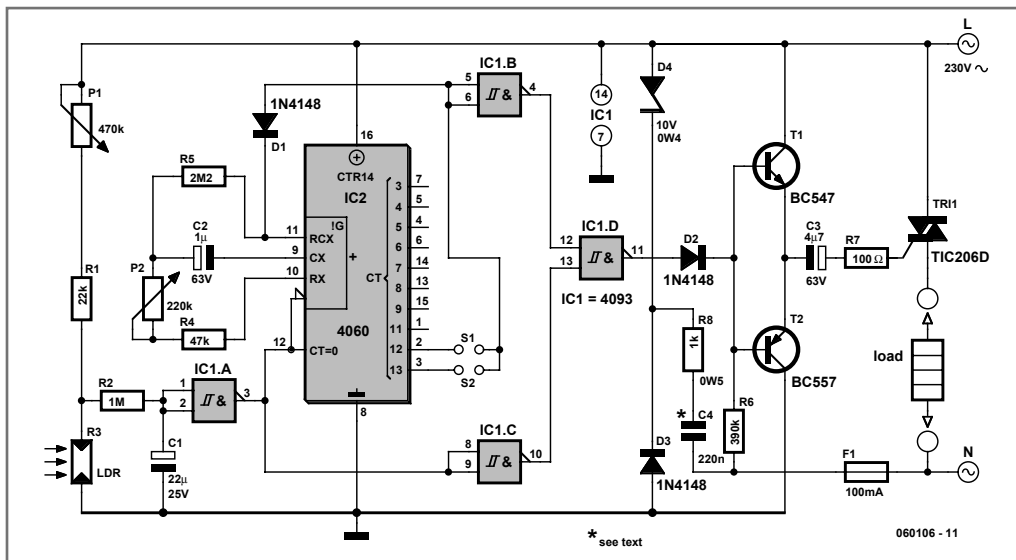 L
230V ~
P1
470k
IC1.B
5
6
4
&
1N4148
D1
16
14
IC1
7
D4
10V
0W4
T1
BC547
R5
2M2
CTR14
IC2
!G
RCX
CX
RX
+
CT
CT=0
4060
11
9
10
12
8
3
7
4
5
5
4
6
6
7
14
8
13
9
15
11
1
12
2
13
3
C2
1µ
63V
P2
220k
R4
47k
R1
22k
S1
S2
IC1.D
12
13
11
&
IC1 = 4093
D2
1N4148
C3
4µ7
63V
R7
100Ω
TRI1
TIC206D
R8
1k
0W5
T2
BC557
load
R2
1M
IC1.A
1
2
3
&
R3
LDR
C1
22µ
25V
IC1.C
8
9
10
&
D3
1N4148
* C4
220n
R6
390k
F1
100mA
N
* see text
060106 - 11